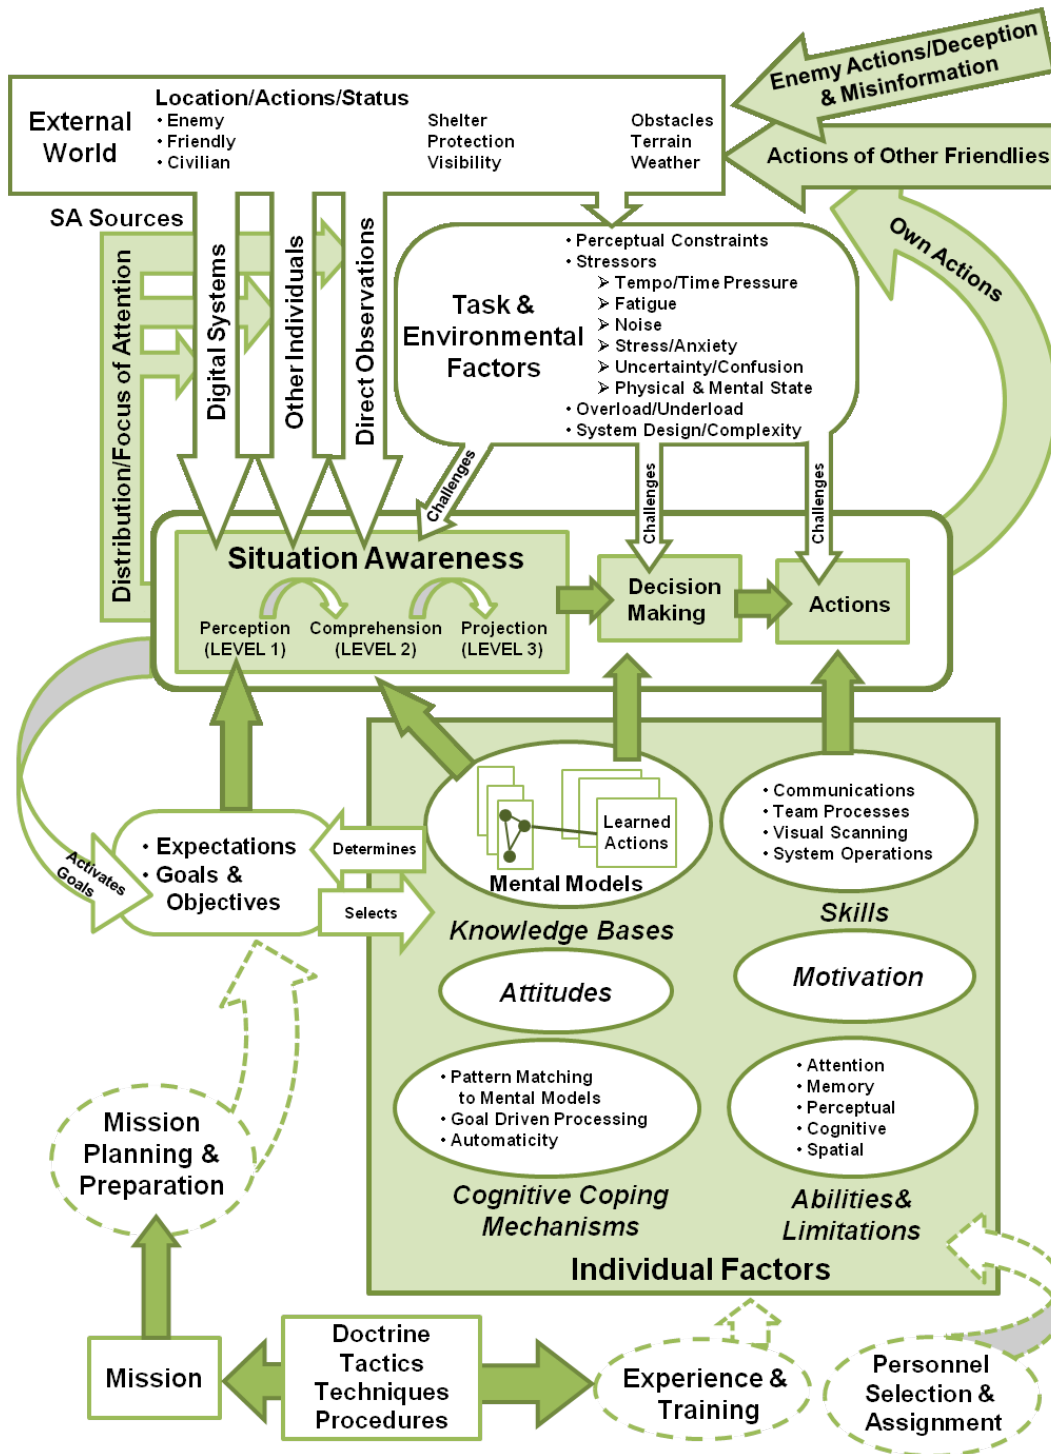 Enemy Actions/Deception
& Misinformation
External
World
Location/Actions/Status
• Enemy
• Friendly
• Civilian
Shelter
Protection
Visibility
Obstacles
Terrain
Weather
Actions of Other Friendlies
Own Actions
SA Sources
Distribution/Focus of Attention
Digital Systems
Other Individuals
Direct Observations
Task &
Environmental
Factors
• Perceptual Constraints
• Stressors
➢ Tempo/Time Pressure
➢ Fatigue
➢ Noise
➢ Stress/Anxiety
➢ Uncertainty/Confusion
➢ Physical & Mental State
• Overload/Underload
• System Design/Complexity
Challenges
Challenges
Challenges
Situation Awareness
Perception
(LEVEL 1)
Comprehension
(LEVEL 2)
Projection
(LEVEL 3)
Decision
Making
Actions
Activates
Goals
• Expectations
• Goals &
Objectives
Determines
Selects
Learned
Actions
Mental Models
Knowledge Bases
• Communications
• Team Processes
• Visual Scanning
• System Operations
Skills
Attitudes
Motivation
• Pattern Matching
to Mental Models
• Goal Driven Processing
• Automaticity
Cognitive Coping
Mechanisms
• Attention
• Memory
• Perceptual
• Cognitive
• Spatial
Abilities&
Limitations
Individual Factors
Mission
Planning &
Preparation
Mission
Doctrine
Tactics
Techniques
Procedures
Experience &
Training
Personnel
Selection &
Assignment